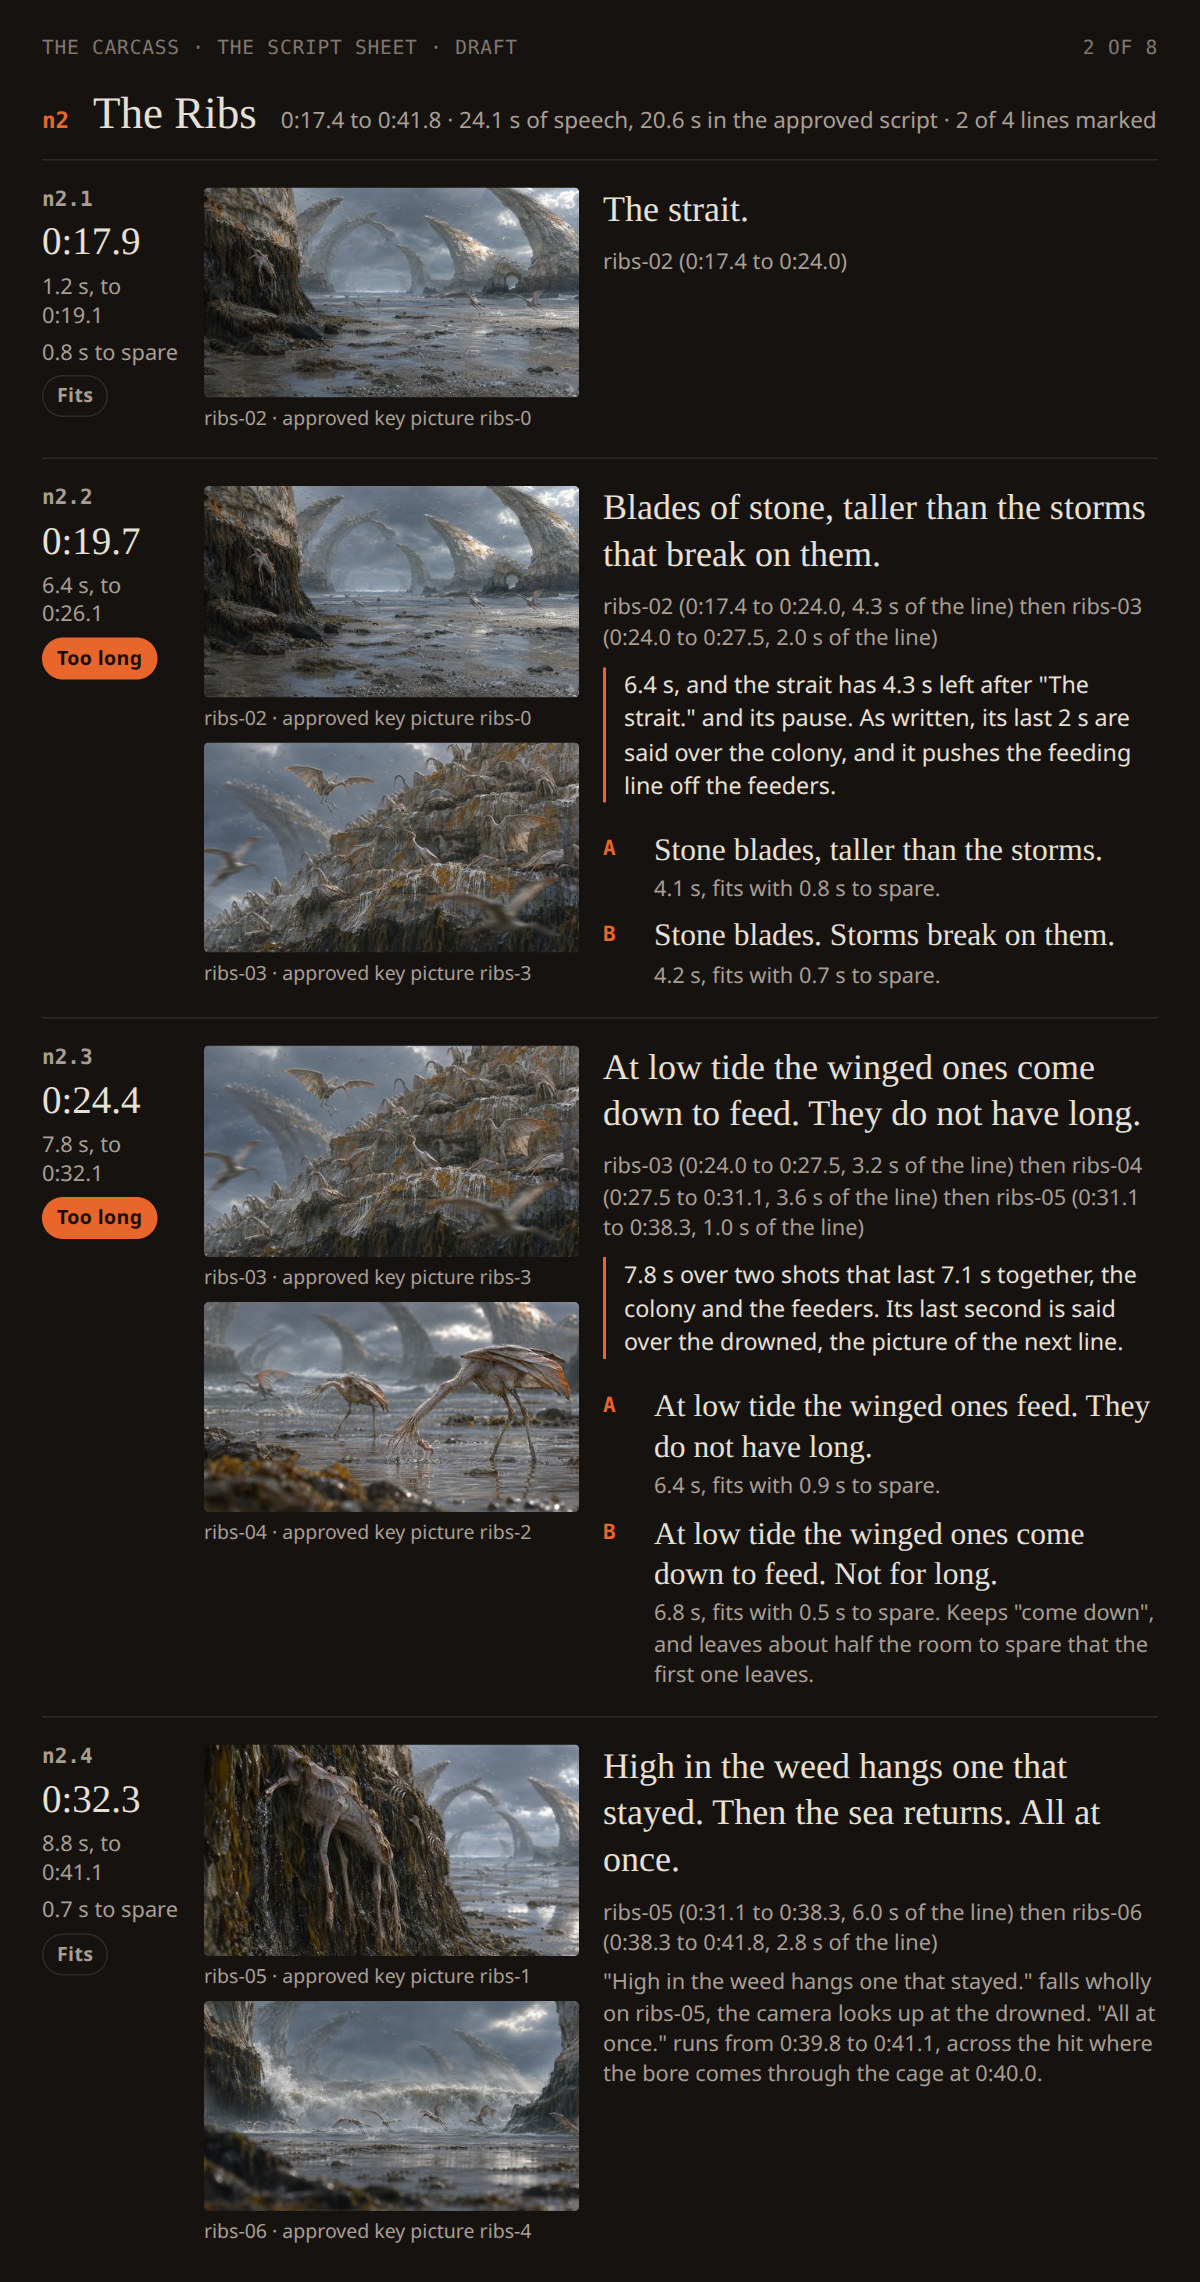 THE CARCASS · THE SCRIPT SHEET · DRAFT
2 OF 8
n2 The Ribs 0:17.4 to 0:41.8 · 24.1 s of speech, 20.6 s in the approved script · 2 of 4 lines marked
n2.1
0:17.9
1.2 s, to
0:19.1
0.8 s to spare
Fits
ribs-02 · approved key picture ribs-0
The strait.
ribs-02 (0:17.4 to 0:24.0)
n2.2
0:19.7
6.4 s, to
0:26.1
Too long
ribs-02 · approved key picture ribs-0
ribs-03 · approved key picture ribs-3
Blades of stone, taller than the storms
that break on them.
ribs-02 (0:17.4 to 0:24.0, 4.3 s of the line) then ribs-03
(0:24.0 to 0:27.5, 2.0 s of the line)
6.4 s, and the strait has 4.3 s left after "The
strait." and its pause. As written, its last 2 s are
said over the colony, and it pushes the feeding
line off the feeders.
A Stone blades, taller than the storms.
4.1 s, fits with 0.8 s to spare.
B Stone blades. Storms break on them.
4.2 s, fits with 0.7 s to spare.
n2.3
0:24.4
7.8 s, to
0:32.1
Too long
ribs-03 · approved key picture ribs-3
ribs-04 · approved key picture ribs-2
At low tide the winged ones come
down to feed. They do not have long.
ribs-03 (0:24.0 to 0:27.5, 3.2 s of the line) then ribs-04
(0:27.5 to 0:31.1, 3.6 s of the line) then ribs-05 (0:31.1
to 0:38.3, 1.0 s of the line)
7.8 s over two shots that last 7.1 s together, the
colony and the feeders. Its last second is said
over the drowned, the picture of the next line.
A At low tide the winged ones feed. They
do not have long.
6.4 s, fits with 0.9 s to spare.
B At low tide the winged ones come
down to feed. Not for long.
6.8 s, fits with 0.5 s to spare. Keeps "come down",
and leaves about half the room to spare that the
first one leaves.
n2.4
0:32.3
8.8 s, to
0:41.1
0.7 s to spare
Fits
ribs-05 · approved key picture ribs-1
ribs-06 · approved key picture ribs-4
High in the weed hangs one that
stayed. Then the sea returns. All at
once.
ribs-05 (0:31.1 to 0:38.3, 6.0 s of the line) then ribs-06
(0:38.3 to 0:41.8, 2.8 s of the line)
"High in the weed hangs one that stayed." falls wholly
on ribs-05, the camera looks up at the drowned. "All at
once." runs from 0:39.8 to 0:41.1, across the hit where
the bore comes through the cage at 0:40.0.